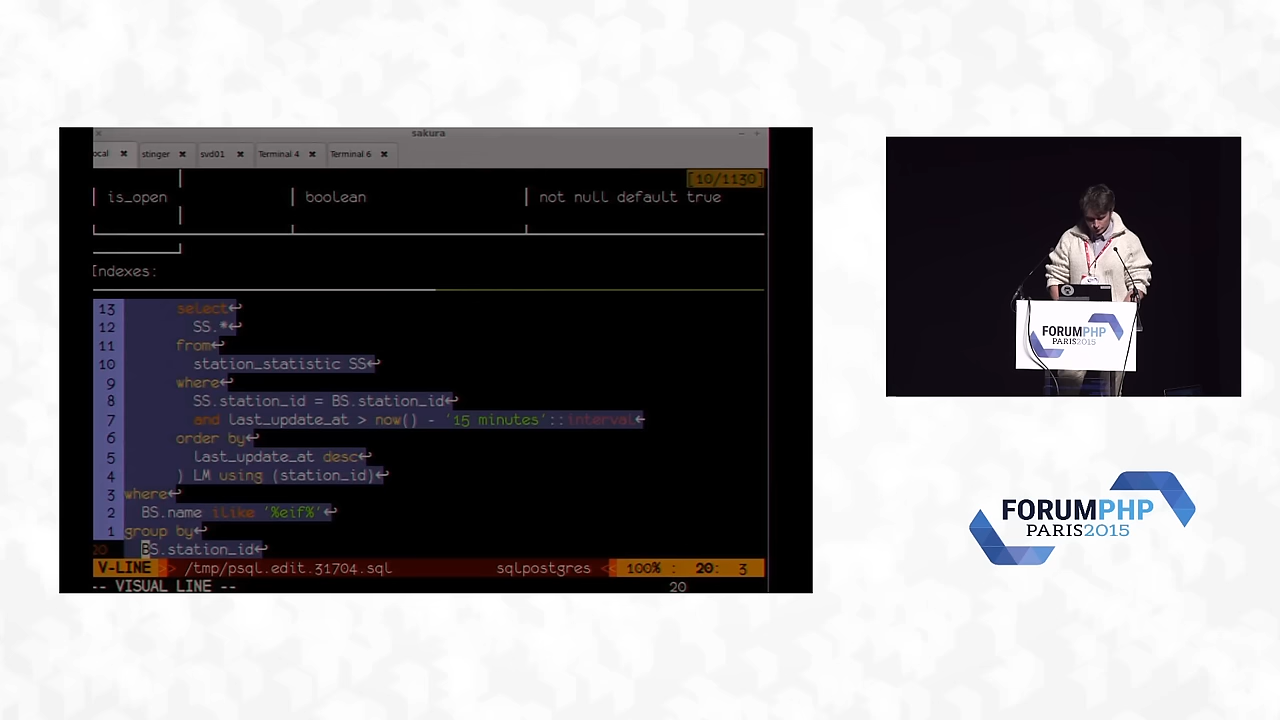 sakura
ocal × stinger × svd01 × Terminal 4 × Terminal 6 ×
[10/1130]
| is_open | boolean | not null default true
Indexes:
13 select↩
12 SS.*↩
11 from↩
10 station_statistic SS↩
9 where↩
8 SS.station_id = BS.station_id↩
7 and last_update_at > now() - '15 minutes'::interval↩
6 order by↩
5 last_update_at desc↩
4 ) LM using (station_id)↩
3 where↩
2 BS.name ilike '%eif%'↩
1 group by↩
20 BS.station_id↩
V-LINE >> /tmp/psql.edit.31704.sql sqlpostgres << 100% : 20: 3
-- VISUAL LINE -- 20
FORUMPHP
PARIS2015
FORUMPHP
PARIS2015